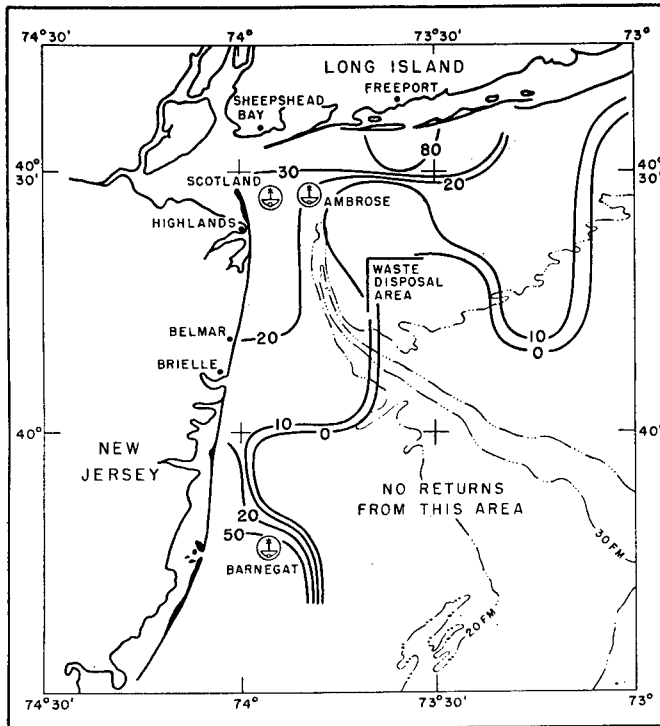 74° 30' 74° 73°30' 73°
30'
LONG ISLAND
FREEPORT
SHEEPSHEAD
BAY
80
40°
30'
30
40°
30'
SCOTLAND
20
AMBROSE
HIGHLANDS
WASTE
DISPOSAL
AREA
BELMAR
20
10
0
BRIELLE
40°
10
0
40°
NEW
JERSEY
NO RETURNS
FROM THIS AREA
20
50
30 FM
BARNEGAT
20 FM
74°30' 74° 73°30' 73°